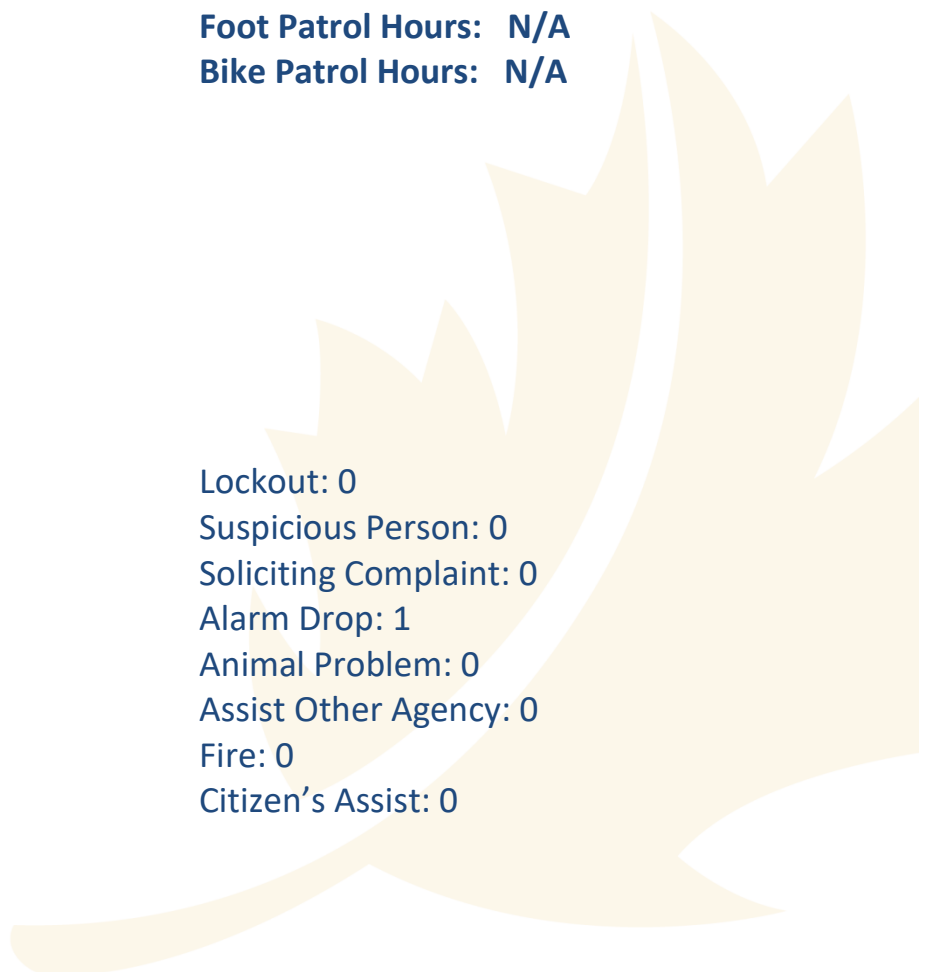 Foot Patrol Hours: N/A
Bike Patrol Hours: N/A
Lockout: 0
Suspicious Person: 0
Soliciting Complaint: 0
Alarm Drop: 1
Animal Problem: 0
Assist Other Agency: 0
Fire: 0
Citizen’s Assist: 0